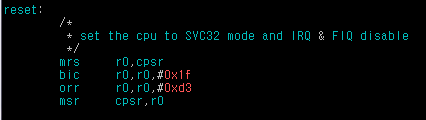 reset:
/*
* set the cpu to SVC32 mode and IRQ & FIQ disable
*/
mrs r0,cpsr
bic r0,r0,#0x1f
orr r0,r0,#0xd3
msr cpsr,r0